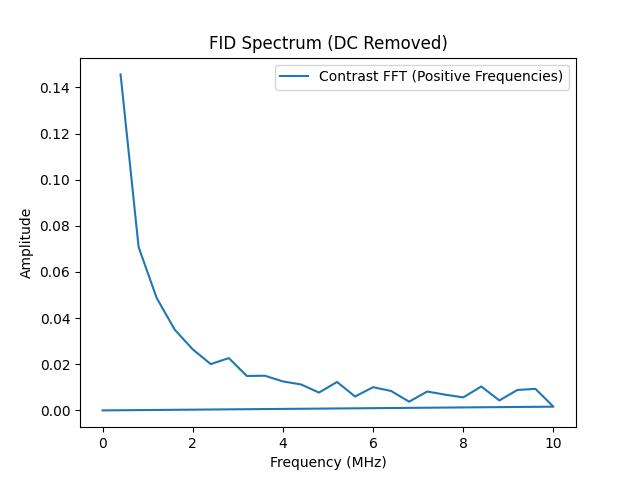 FID Spectrum (DC Removed)
Contrast FFT (Positive Frequencies)
Amplitude
0.14
0.12
0.10
0.08
0.06
0.04
0.02
0.00
0 2 4 6 8 10
Frequency (MHz)